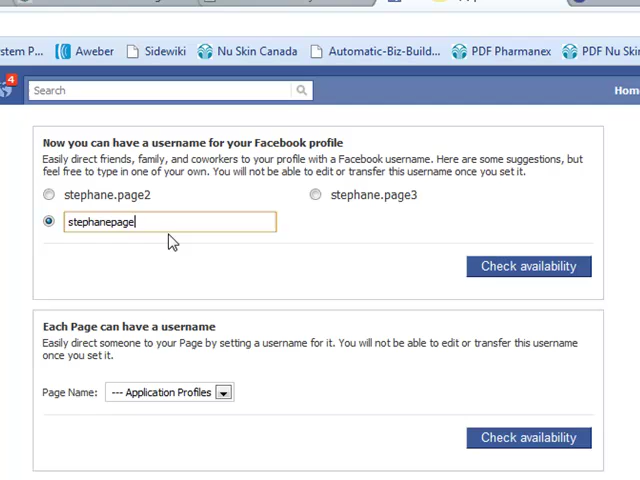 stem P... Aweber Sidewiki Nu Skin Canada Automatic-Biz-Build... PDF Pharmanex PDF Nu Skin
4 Search Hom
Now you can have a username for your Facebook profile
Easily direct friends, family, and coworkers to your profile with a Facebook username. Here are some suggestions, but
feel free to type in one of your own. You will not be able to edit or transfer this username once you set it.
stephane.page2 stephane.page3
stephanepage
Check availability
Each Page can have a username
Easily direct someone to your Page by setting a username for it. You will not be able to edit or transfer this username
once you set it.
Page Name: --- Application Profiles
Check availability